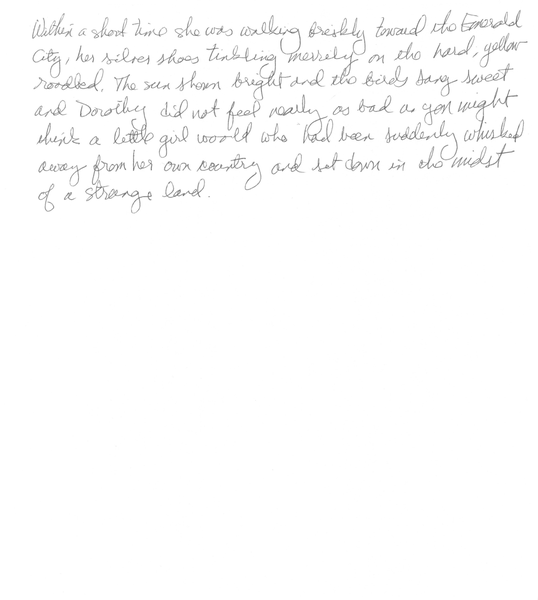 Within a short time she was walking briskly toward the Emerald
City, her silver shoes tinkling merrily on the hard, yellow
roadbed. The sun shown bright and the birds sang sweet
and Dorothy did not feel nearly as bad as you might
think a little girl would who had been suddenly whisked
away from her own country and set down in the midst
of a strange land.